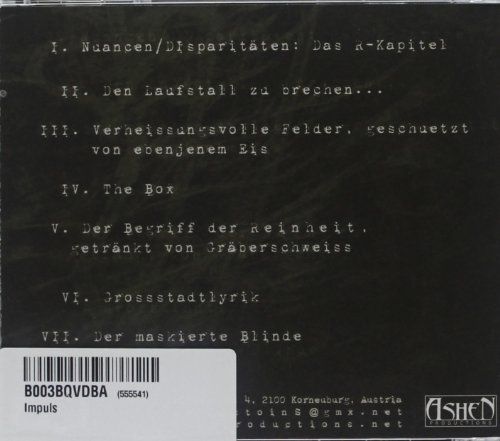 I. Nuancen/DIsparitäten: Das R-Kapitel
II. Den Laufstall zu brechen...
III. Verheissungsvolle Felder, geschuetzt
von ebenjenem Eis
IV. The Box
V. Der Begriff der Reinheit,
getränkt von Gräberschweiss
VI. Grossstadtlyrik
VII. Der maskierte Blinde
B003BQVDBA (555541)
Impuls
4, 2100 Korneuburg, Austria
toinS@gmx.net
roductions.net
ASHEN
PRODUCTIONS